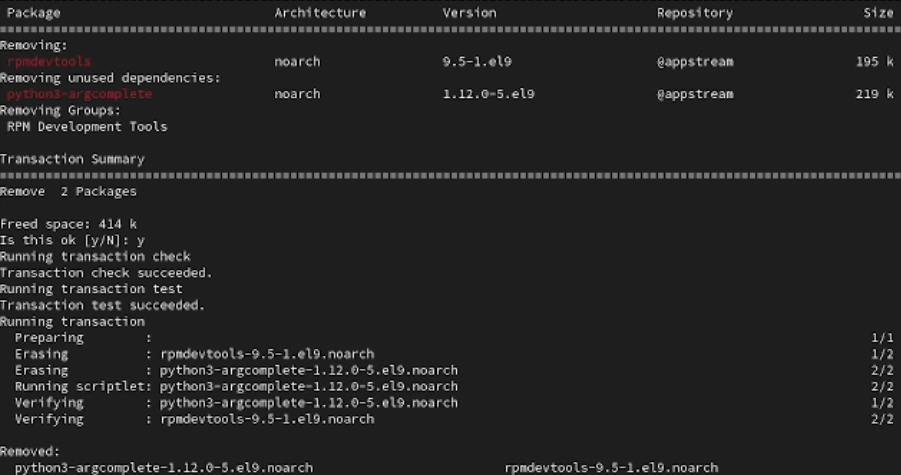 Package Architecture Version Repository Size
Removing:
rpmdevtools noarch 9.5-1.el9 @appstream 195 k
Removing unused dependencies:
python3-argcomplete noarch 1.12.0-5.el9 @appstream 219 k
Removing Groups:
RPM Development Tools
Transaction Summary
Remove 2 Packages
Freed space: 414 k
Is this ok [y/N]: y
Running transaction check
Transaction check succeeded.
Running transaction test
Transaction test succeeded.
Running transaction
Preparing : 1/1
Erasing : rpmdevtools-9.5-1.el9.noarch 1/2
Erasing : python3-argcomplete-1.12.0-5.el9.noarch 2/2
Running scriptlet: python3-argcomplete-1.12.0-5.el9.noarch 2/2
Verifying : python3-argcomplete-1.12.0-5.el9.noarch 1/2
Verifying : rpmdevtools-9.5-1.el9.noarch 2/2
Removed:
python3-argcomplete-1.12.0-5.el9.noarch rpmdevtools-9.5-1.el9.noarch